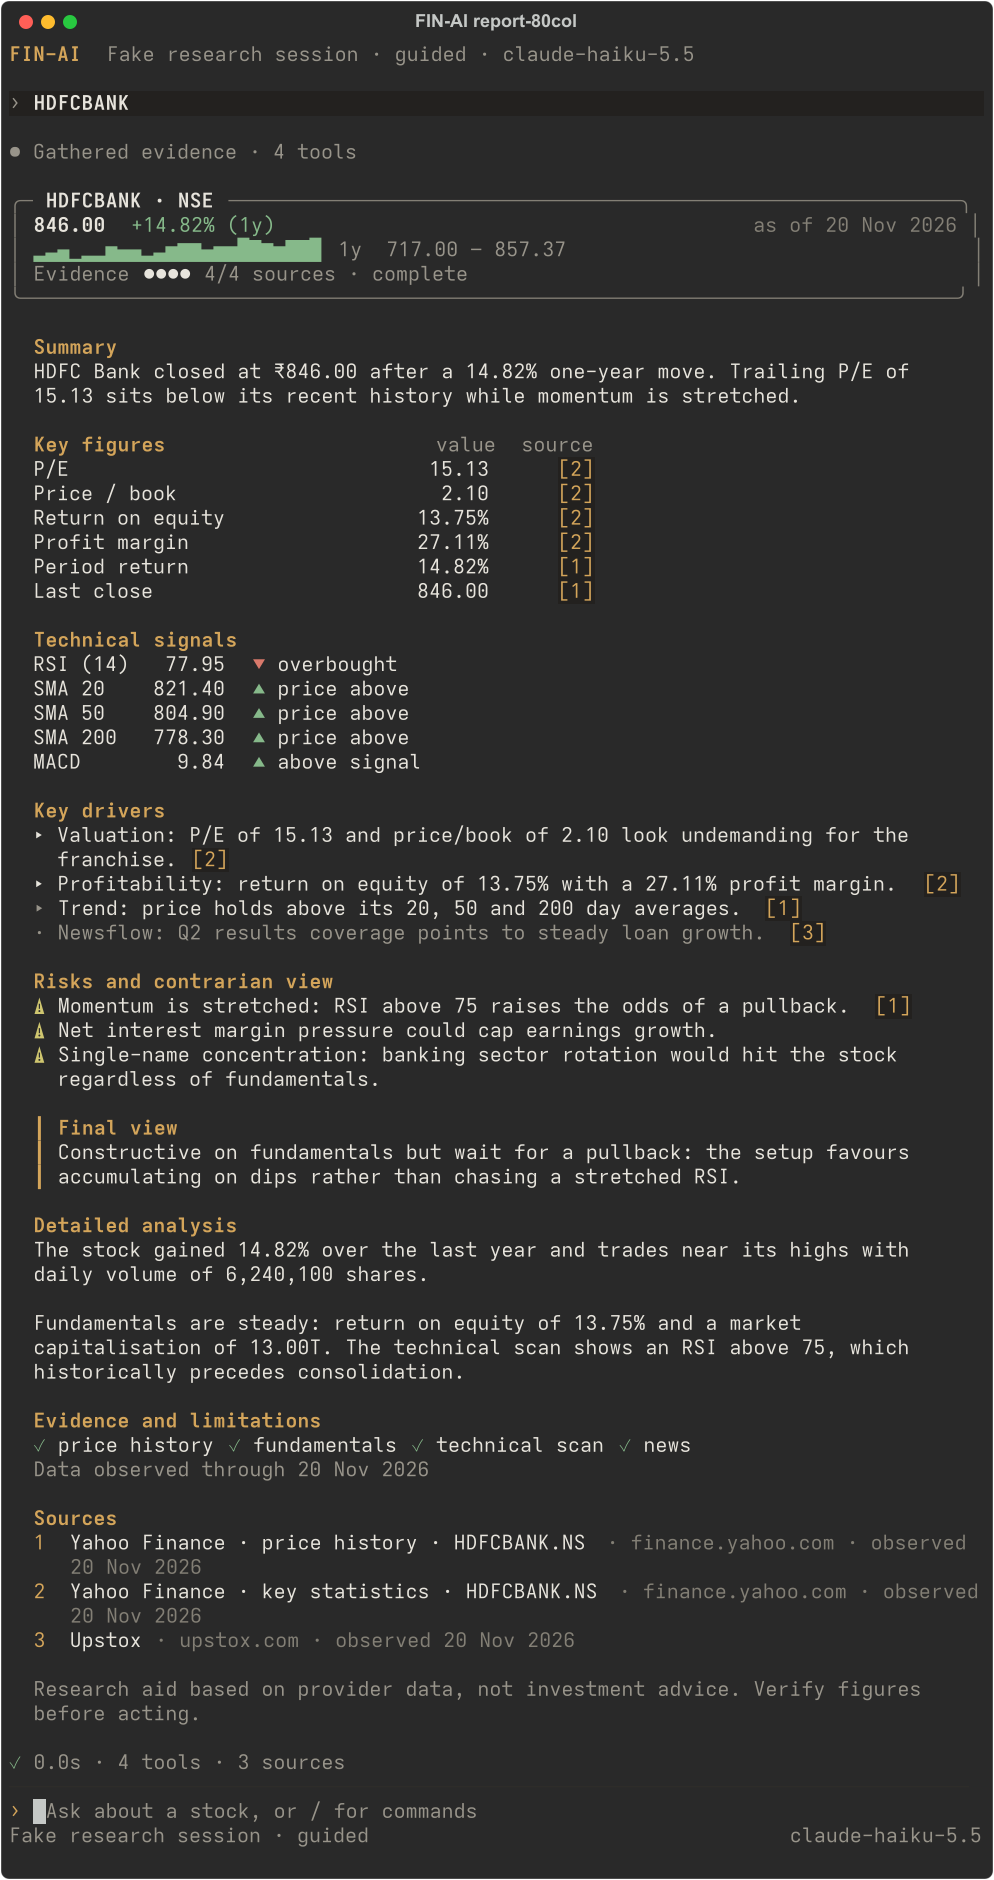 FIN-AI report-80col
FIN-AI Fake research session · guided · claude-haiku-5.5
› HDFCBANK
● Gathered evidence · 4 tools
HDFCBANK · NSE
846.00 +14.82% (1y) as of 20 Nov 2026
1y 717.00 – 857.37
Evidence ●●●● 4/4 sources · complete
Summary
HDFC Bank closed at ₹846.00 after a 14.82% one-year move. Trailing P/E of
15.13 sits below its recent history while momentum is stretched.
Key figures value source
P/E 15.13 [2]
Price / book 2.10 [2]
Return on equity 13.75% [2]
Profit margin 27.11% [2]
Period return 14.82% [1]
Last close 846.00 [1]
Technical signals
RSI (14) 77.95 ▼ overbought
SMA 20 821.40 ▲ price above
SMA 50 804.90 ▲ price above
SMA 200 778.30 ▲ price above
MACD 9.84 ▲ above signal
Key drivers
‣ Valuation: P/E of 15.13 and price/book of 2.10 look undemanding for the
franchise. [2]
‣ Profitability: return on equity of 13.75% with a 27.11% profit margin. [2]
‣ Trend: price holds above its 20, 50 and 200 day averages. [1]
· Newsflow: Q2 results coverage points to steady loan growth. [3]
Risks and contrarian view
⚠ Momentum is stretched: RSI above 75 raises the odds of a pullback. [1]
⚠ Net interest margin pressure could cap earnings growth.
⚠ Single-name concentration: banking sector rotation would hit the stock
regardless of fundamentals.
Final view
Constructive on fundamentals but wait for a pullback: the setup favours
accumulating on dips rather than chasing a stretched RSI.
Detailed analysis
The stock gained 14.82% over the last year and trades near its highs with
daily volume of 6,240,100 shares.
Fundamentals are steady: return on equity of 13.75% and a market
capitalisation of 13.00T. The technical scan shows an RSI above 75, which
historically precedes consolidation.
Evidence and limitations
✓ price history ✓ fundamentals ✓ technical scan ✓ news
Data observed through 20 Nov 2026
Sources
1 Yahoo Finance · price history · HDFCBANK.NS · finance.yahoo.com · observed
20 Nov 2026
2 Yahoo Finance · key statistics · HDFCBANK.NS · finance.yahoo.com · observed
20 Nov 2026
3 Upstox · upstox.com · observed 20 Nov 2026
Research aid based on provider data, not investment advice. Verify figures
before acting.
✓ 0.0s · 4 tools · 3 sources
› Ask about a stock, or / for commands
Fake research session · guided claude-haiku-5.5